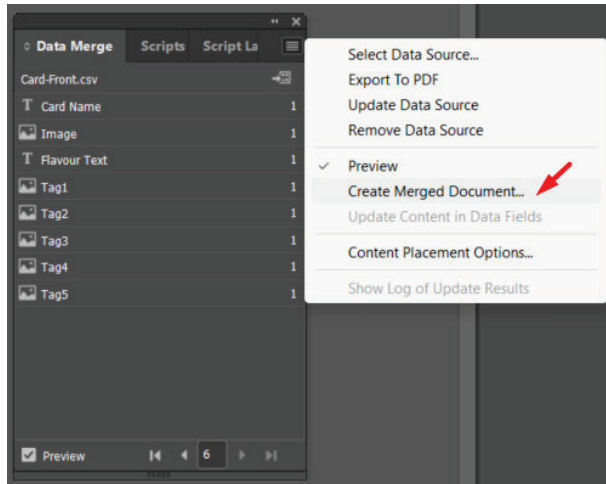 Data Merge Scripts Script La
Card-Front.csv
T Card Name 1
Image 1
T Flavour Text 1
Tag1 1
Tag2 1
Tag3 1
Tag4 1
Tag5 1
Preview 6
Select Data Source...
Export To PDF
Update Data Source
Remove Data Source
Preview
Create Merged Document...
Update Content in Data Fields
Content Placement Options...
Show Log of Update Results